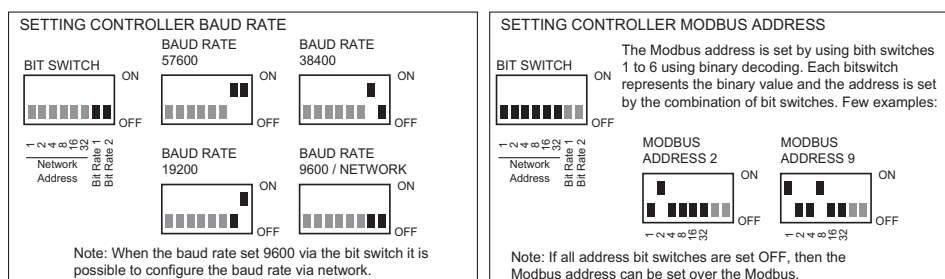 SETTING CONTROLLER BAUD RATE
BIT SWITCH
ON
OFF
1
2
4
8
16
32
Bit Rate 1
Bit Rate 2
Network
Address
BAUD RATE
57600
ON
OFF
BAUD RATE
38400
ON
OFF
BAUD RATE
19200
ON
OFF
BAUD RATE
9600 / NETWORK
ON
OFF
Note: When the baud rate set 9600 via the bit switch it is
possible to configure the baud rate via network.
SETTING CONTROLLER MODBUS ADDRESS
BIT SWITCH
ON
OFF
1
2
4
8
16
32
Bit Rate 1
Bit Rate 2
Network
Address
The Modbus address is set by using bith switches
1 to 6 using binary decoding. Each bitswitch
represents the binary value and the address is set
by the combination of bit switches. Few examples:
MODBUS
ADDRESS 2
ON
OFF
1
2
4
8
16
32
MODBUS
ADDRESS 9
ON
OFF
1
2
4
8
16
32
Note: If all address bit switches are set OFF, then the
Modbus address can be set over the Modbus.